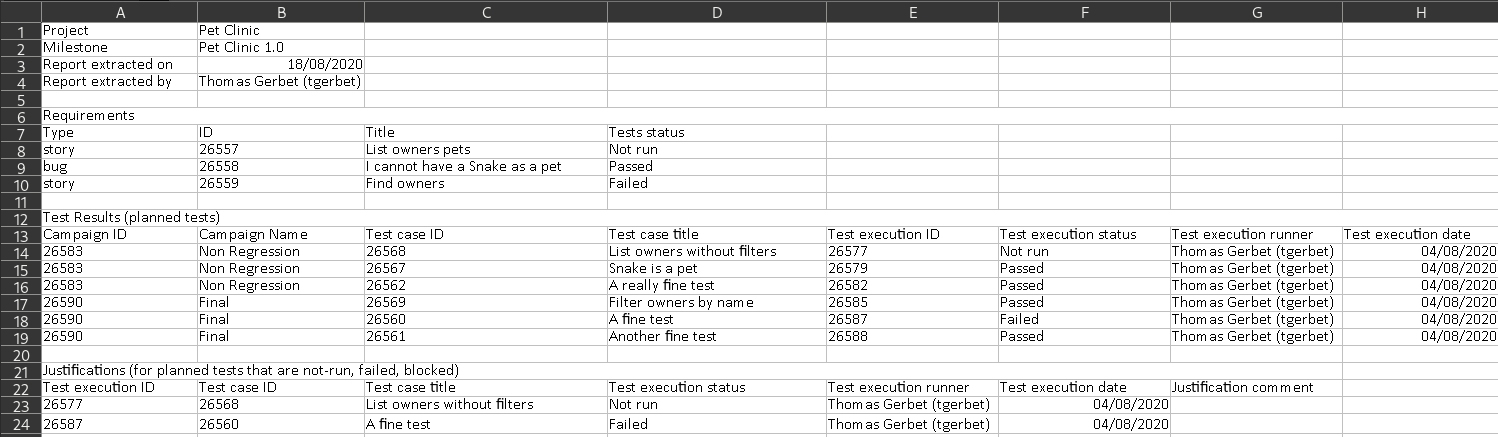 A B C D E F G H
1 Project Pet Clinic
2 Milestone Pet Clinic 1.0
3 Report extracted on 18/08/2020
4 Report extracted by Thomas Gerbet (tgerbet)
5
6 Requirements
7 Type ID Title Tests status
8 story 26557 List owners pets Not run
9 bug 26558 I cannot have a Snake as a pet Passed
10 story 26559 Find owners Failed
11
12 Test Results (planned tests)
13 Campaign ID Campaign Name Test case ID Test case title Test execution ID Test execution status Test execution runner Test execution date
14 26583 Non Regression 26568 List owners without filters 26577 Not run Thomas Gerbet (tgerbet) 04/08/2020
15 26583 Non Regression 26567 Snake is a pet 26579 Passed Thomas Gerbet (tgerbet) 04/08/2020
16 26583 Non Regression 26562 A really fine test 26582 Passed Thomas Gerbet (tgerbet) 04/08/2020
17 26590 Final 26569 Filter owners by name 26585 Passed Thomas Gerbet (tgerbet) 04/08/2020
18 26590 Final 26560 A fine test 26587 Failed Thomas Gerbet (tgerbet) 04/08/2020
19 26590 Final 26561 Another fine test 26588 Passed Thomas Gerbet (tgerbet) 04/08/2020
20
21 Justifications (for planned tests that are not-run, failed, blocked)
22 Test execution ID Test case ID Test case title Test execution status Test execution runner Test execution date Justification comment
23 26577 26568 List owners without filters Not run Thomas Gerbet (tgerbet) 04/08/2020
24 26587 26560 A fine test Failed Thomas Gerbet (tgerbet) 04/08/2020